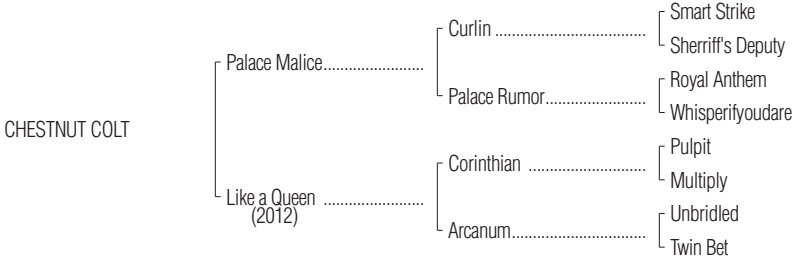 Smart Strike
Curlin ....................................
Sherriff's Deputy
Palace Malice........................
Royal Anthem
Palace Rumor........................
Whisperifyoudare
CHESTNUT COLT
Pulpit
Corinthian ............................
Multiply
Like a Queen ........................
(2012)
Unbridled
Arcanum................................
Twin Bet